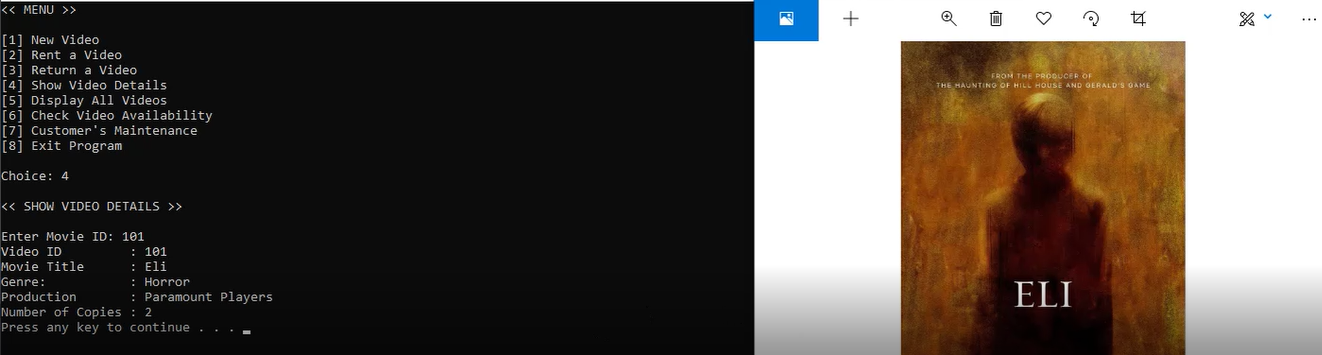 << MENU >>
[1] New Video
[2] Rent a Video
[3] Return a Video
[4] Show Video Details
[5] Display All Videos
[6] Check Video Availability
[7] Customer's Maintenance
[8] Exit Program
Choice: 4
<< SHOW VIDEO DETAILS >>
Enter Movie ID: 101
Video ID : 101
Movie Title : Eli
Genre: : Horror
Production : Paramount Players
Number of Copies : 2
Press any key to continue . . .
FROM THE PRODUCER OF
THE HAUNTING OF HILL HOUSE AND GERALD'S GAME
ELI